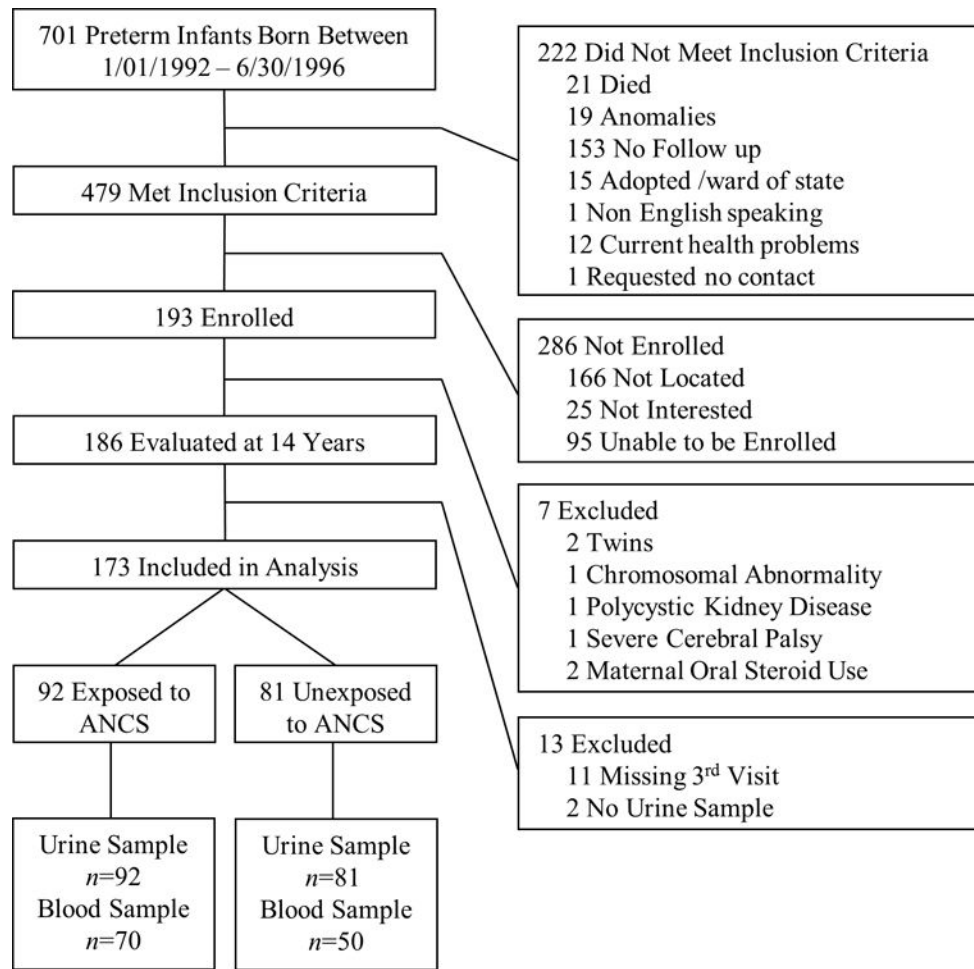 701 Preterm Infants Born Between
1/01/1992 – 6/30/1996
222 Did Not Meet Inclusion Criteria
21 Died
19 Anomalies
153 No Follow up
15 Adopted /ward of state
1 Non English speaking
12 Current health problems
1 Requested no contact
479 Met Inclusion Criteria
286 Not Enrolled
166 Not Located
25 Not Interested
95 Unable to be Enrolled
193 Enrolled
7 Excluded
2 Twins
1 Chromosomal Abnormality
1 Polycystic Kidney Disease
1 Severe Cerebral Palsy
2 Maternal Oral Steroid Use
186 Evaluated at 14 Years
13 Excluded
11 Missing 3rd Visit
2 No Urine Sample
173 Included in Analysis
92 Exposed to
ANCS
81 Unexposed
to ANCS
Urine Sample
n=92
Blood Sample
n=70
Urine Sample
n=81
Blood Sample
n=50